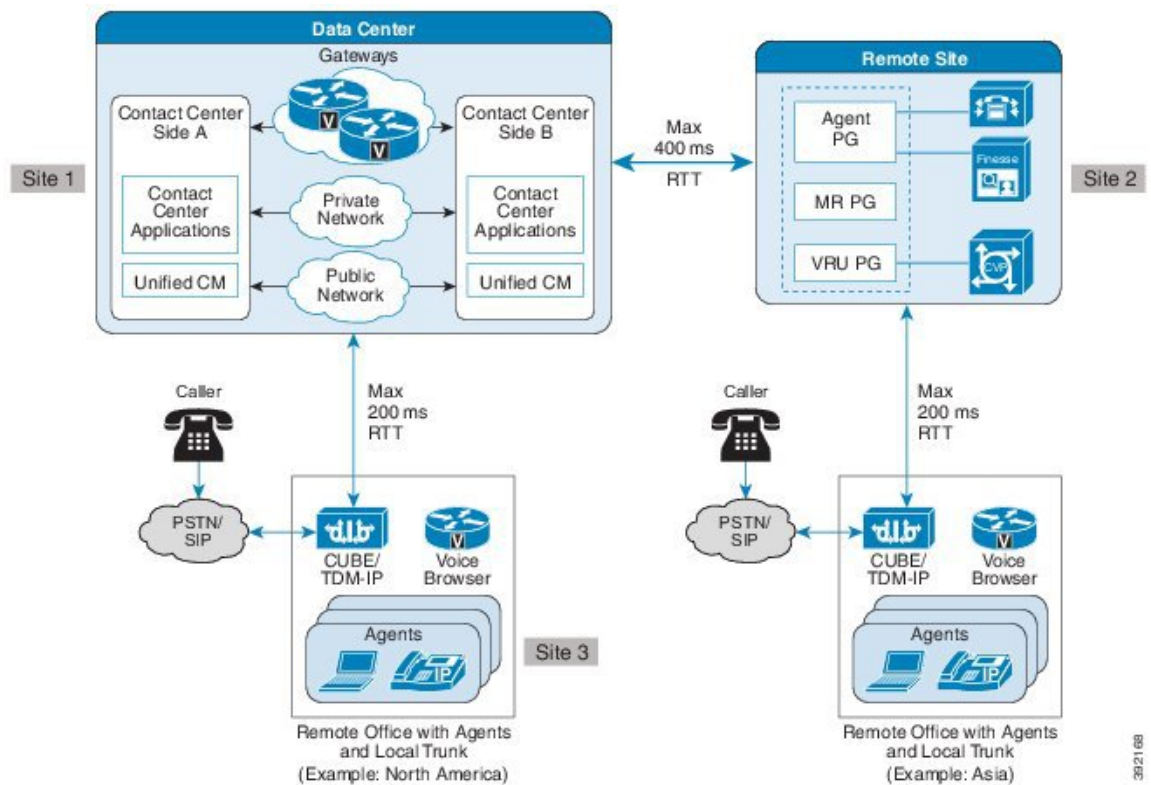 Data Center
Gateways
Contact Center
Side A
V
V
Contact Center
Side B
Contact
Center
Applications
Private
Network
Contact
Center
Applications
Unified CM
Public
Network
Unified CM
Site 1
Max
400 ms
RTT
Remote Site
Agent
PG
Finesse
MR PG
VRU PG
CVP
Site 2
Caller
Max
200 ms
RTT
PSTN/
SIP
CUBE/
TDM-IP
V
Voice
Browser
Agents
IP
Site 3
Remote Office with Agents
and Local Trunk
(Example: North America)
Caller
Max
200 ms
RTT
PSTN/
SIP
CUBE/
TDM-IP
V
Voice
Browser
Agents
IP
Remote Office with Agents
and Local Trunk
(Example: Asia)
392168